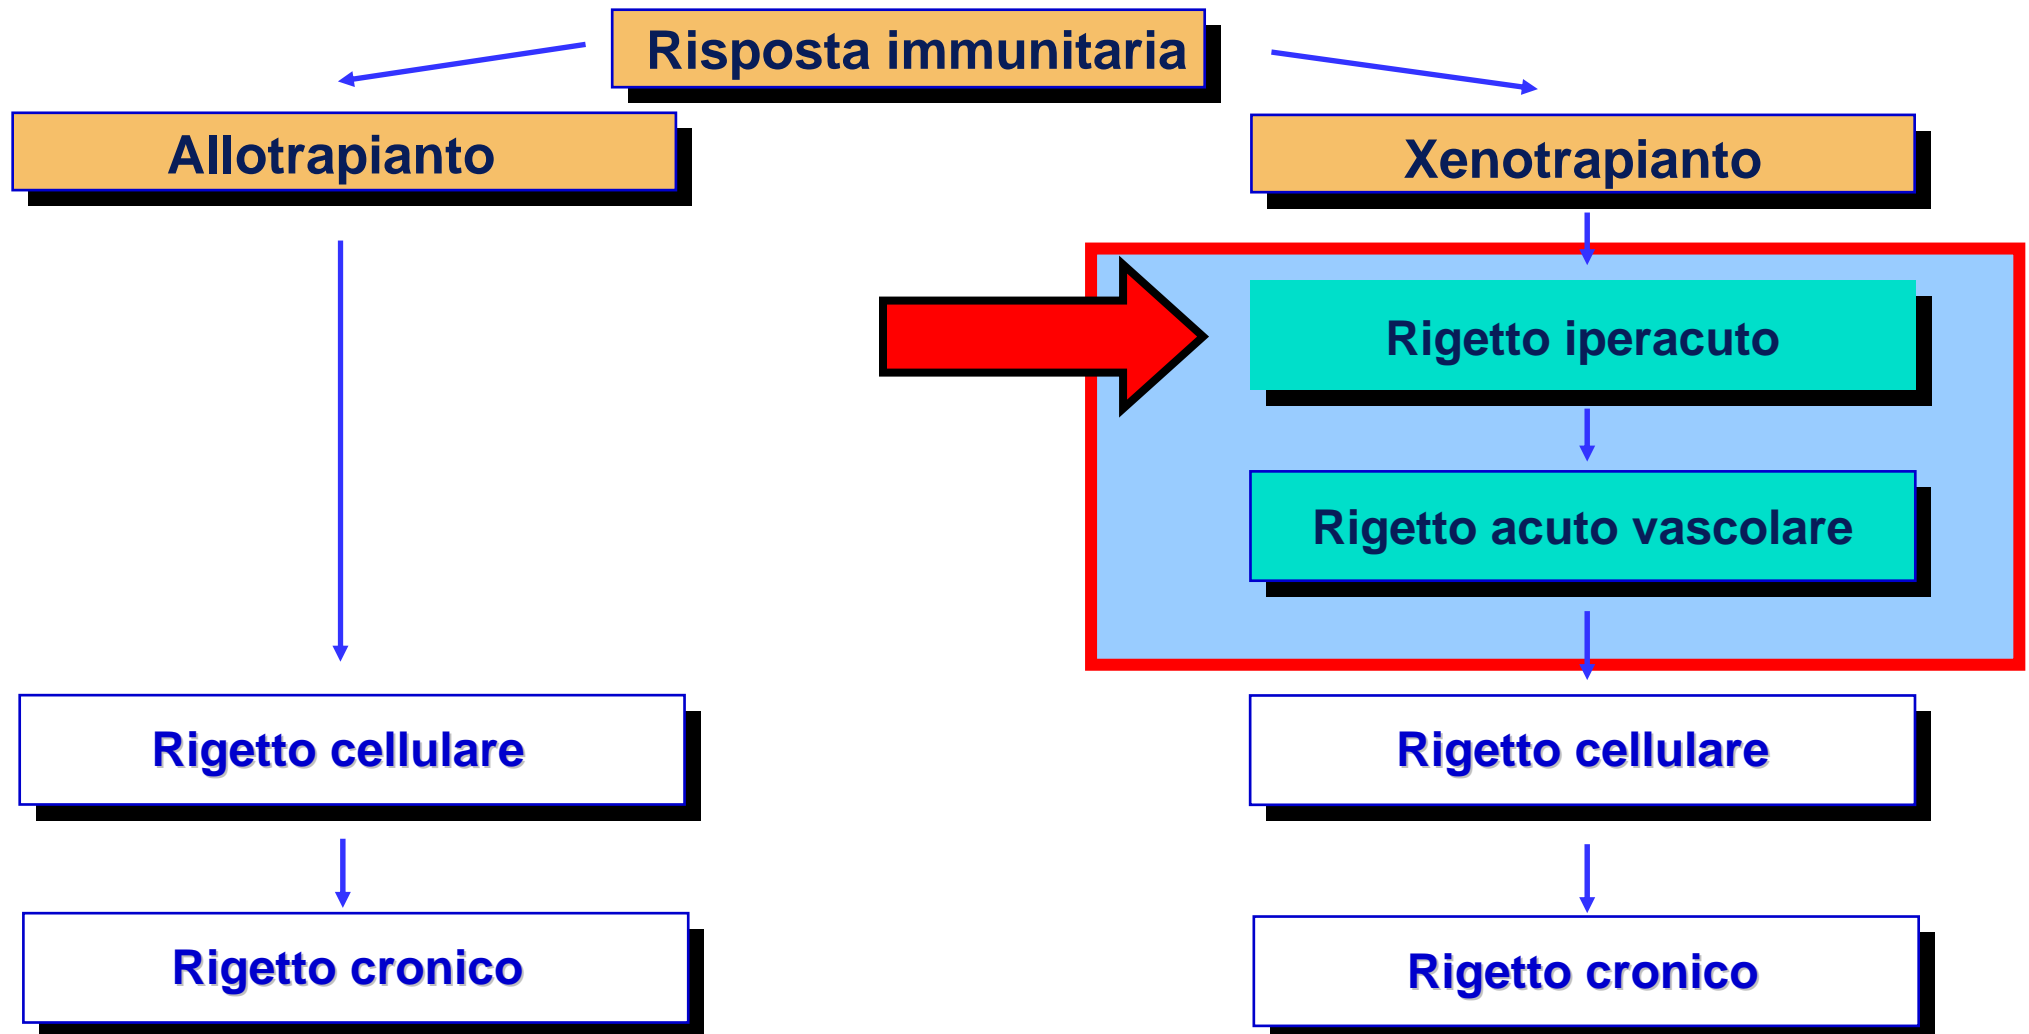 Risposta immunitaria
Allotrapianto
Xenotrapianto
Rigetto iperacuto
Rigetto acuto vascolare
Rigetto cellulare
Rigetto cellulare
Rigetto cronico
Rigetto cronico